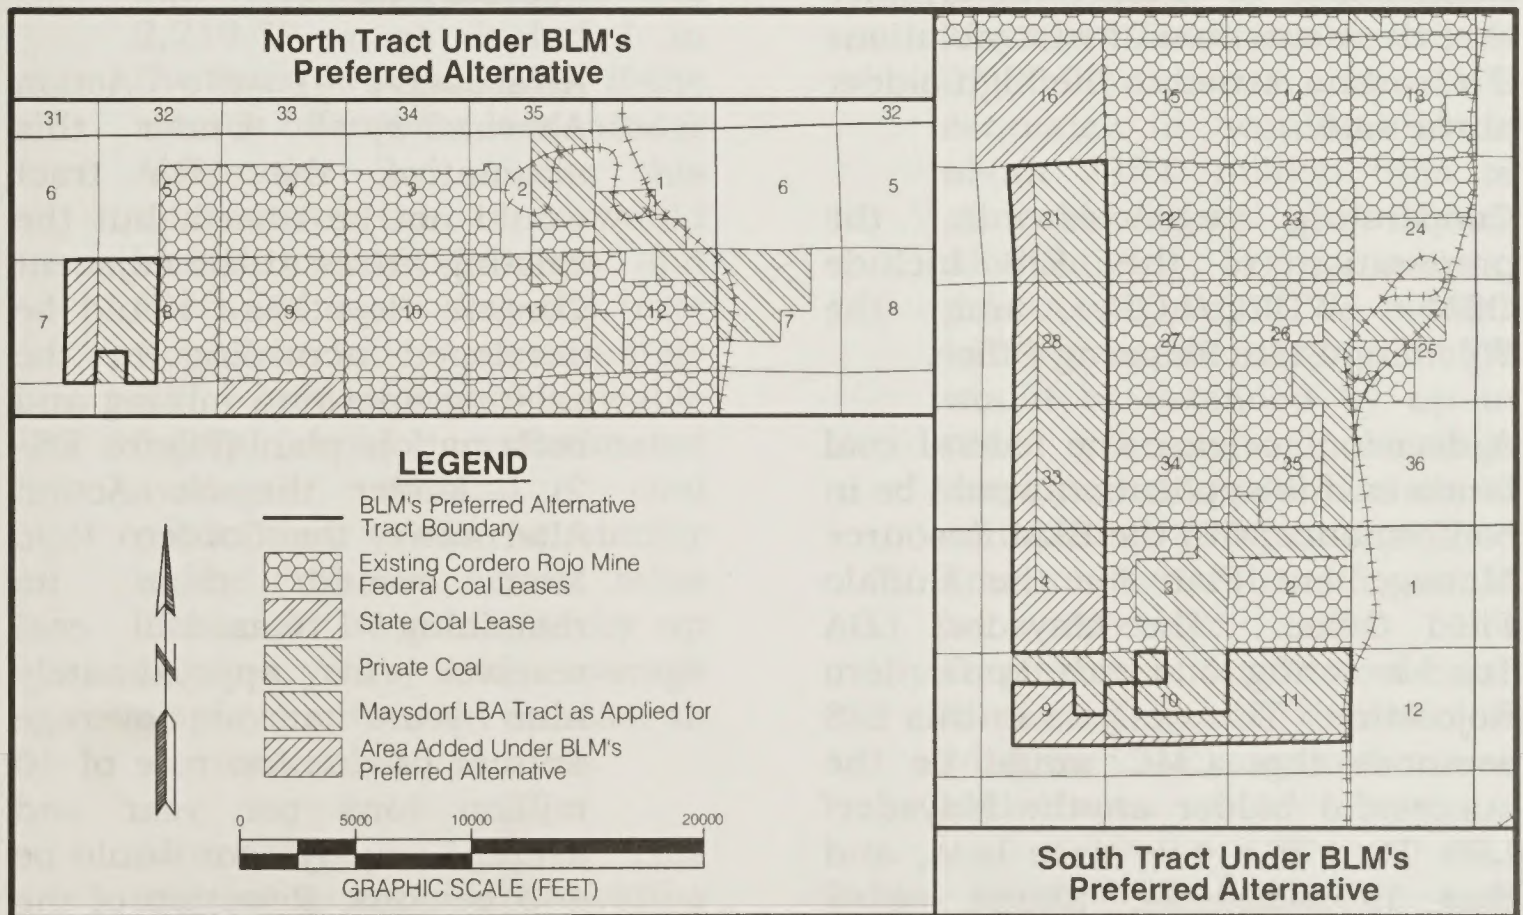 North Tract Under BLM's
Preferred Alternative
31 32 33 34 35 32
6 5 4 3 2 1 6 5
7 8 9 10 11 12 7 8
16 15 14 13
21 22 23 24
28 27 26 25
33 34 35 36
4 3 2 1
9 10 11 12
LEGEND
BLM's Preferred Alternative
Tract Boundary
Existing Cordero Rojo Mine
Federal Coal Leases
State Coal Lease
Private Coal
Maysdorf LBA Tract as Applied for
Area Added Under BLM's
Preferred Alternative
N
0 5000 10000 20000
GRAPHIC SCALE (FEET)
South Tract Under BLM's
Preferred Alternative